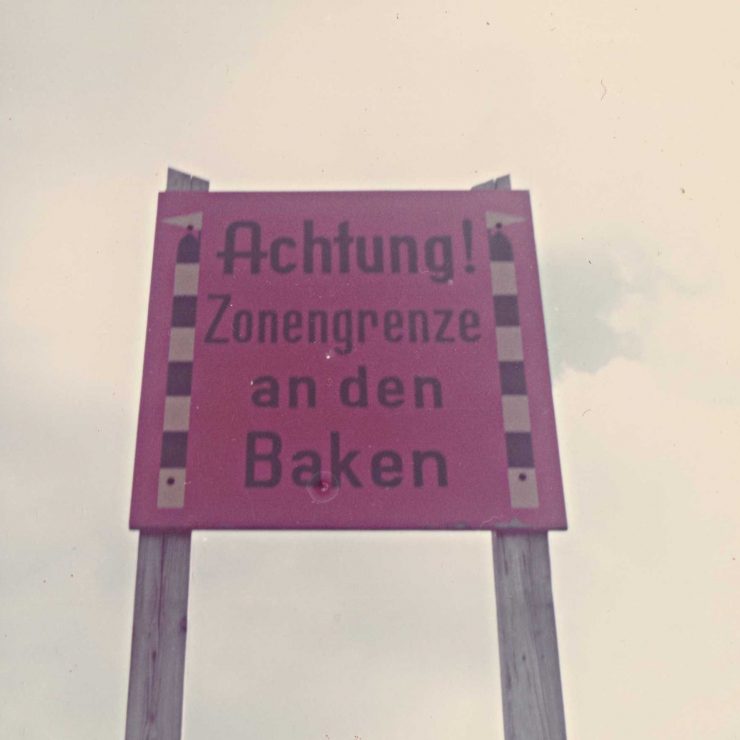 Achtung!
Zonengrenze
an den
Baken